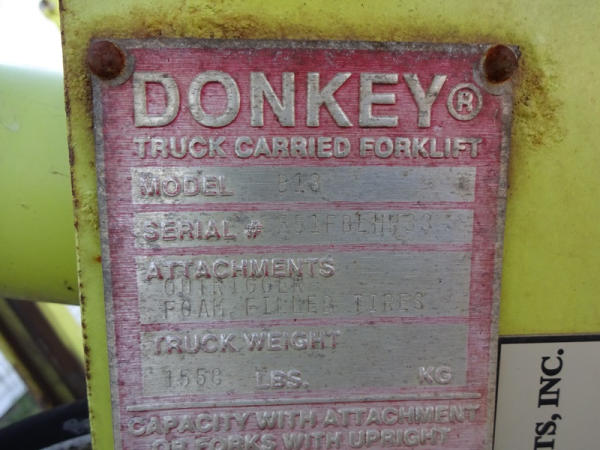 DONKEY®
TRUCK CARRIED FORKLIFT
MODEL
SERIAL #
ATTACHMENTS
OUTRIGGER
FOAM FILLED TIRES
TRUCK WEIGHT
LBS. KG
CAPACITY WITH ATTACHMENT
OR FORKS WITH UPRIGHT
TS, INC.